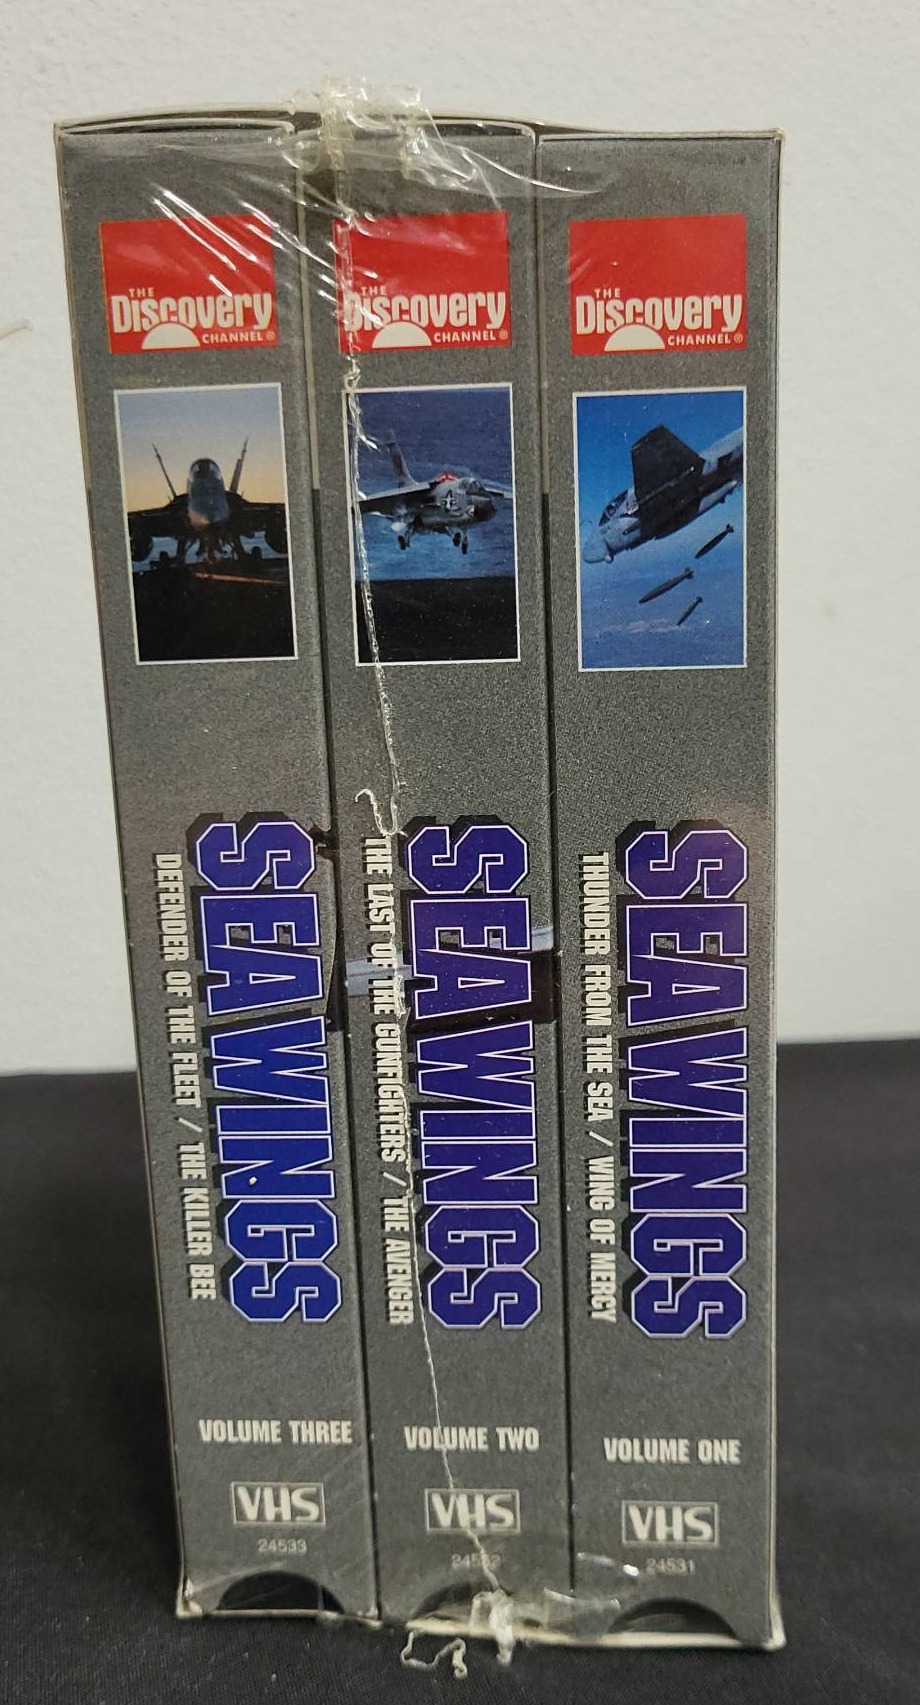 THE
Discovery
CHANNEL®
SEA WINGS
DEFENDER OF THE FLEET / THE KILLER BEE
VOLUME THREE
VHS
24533
THE
Discovery
CHANNEL®
SEA WINGS
THE LAST OF THE GUNFIGHTERS / THE AVENGER
VOLUME TWO
VHS
24532
THE
Discovery
CHANNEL®
SEA WINGS
THUNDER FROM THE SEA / WING OF MERCY
VOLUME ONE
VHS
24531